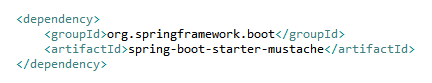 <dependency>
    <groupId>org.springframework.boot</groupId>
    <artifactId>spring-boot-starter-mustache</artifactId>
</dependency>